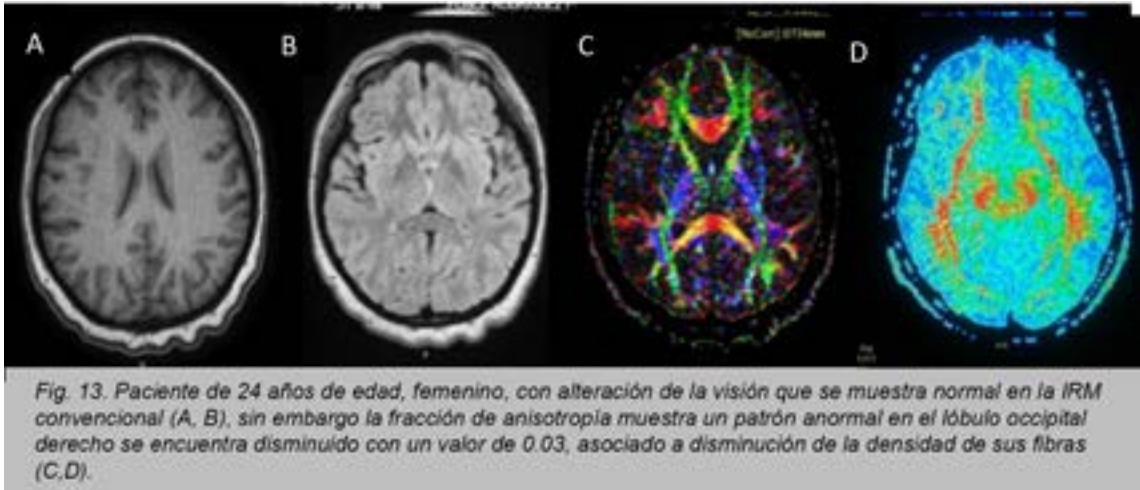 A
B
C
D
Fig. 13. Paciente de 24 años de edad, femenino, con alteración de la visión que se muestra normal en la IRM
convencional (A, B), sin embargo la fracción de anisotropía muestra un patrón anormal en el lóbulo occipital
derecho se encuentra disminuido con un valor de 0.03, asociado a disminución de la densidad de sus fibras
(C,D).